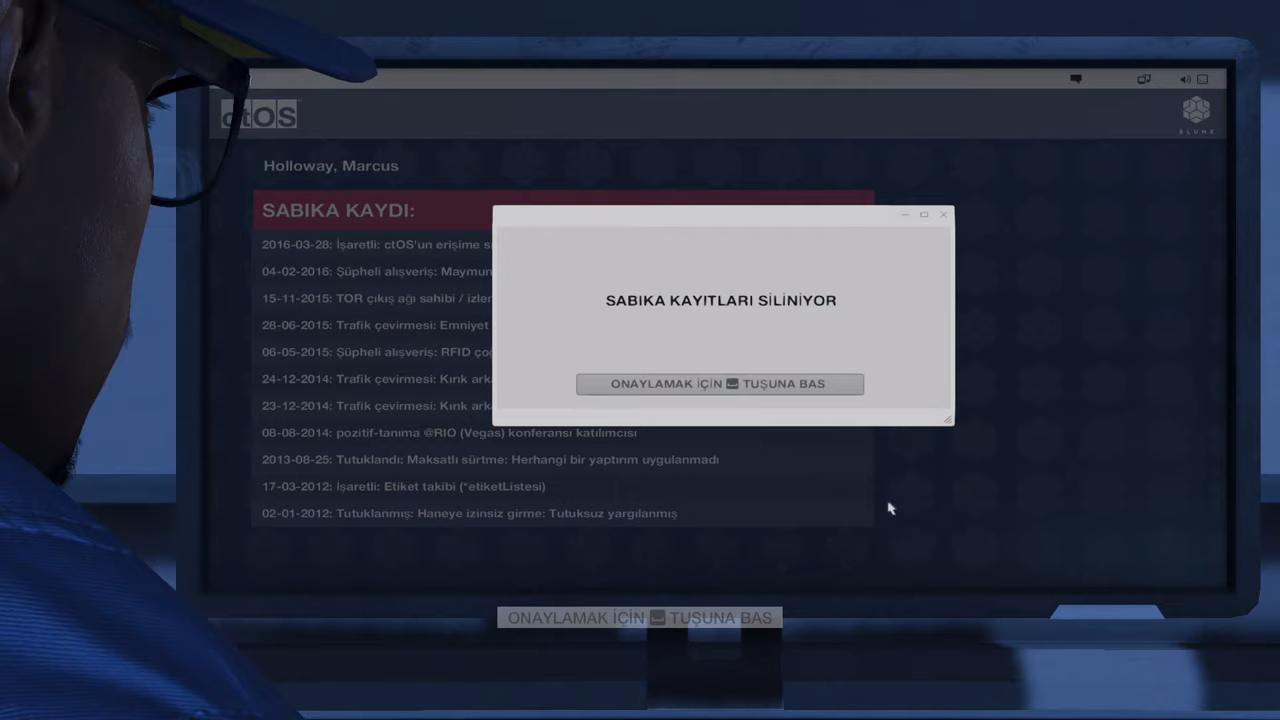 ctOS
BLUME
Holloway, Marcus
SABIKA KAYDI:
2016-03-28: İşaretli: ctOS'un erişime
04-02-2016: Şüpheli alışveriş: Maymun
15-11-2015: TOR çıkış ağı sahibi /
28-06-2015: Trafik çevirmesi: Emniyet
06-05-2015: Şüpheli alışveriş: RFID
24-12-2014: Trafik çevirmesi: Kırık
23-12-2014: Trafik çevirmesi: Kırık
08-08-2014: pozitif-tanıma @RIO (Vegas) konferansı katılımcısı
2013-08-25: Tutuklandı: Maksatlı sürtme: Herhangi bir yaptırım uygulanmadı
17-03-2012: İşaretli: Etiket takibi (*etiketListesi)
02-01-2012: Tutuklanmış: Haneye izinsiz girme: Tutuksuz yargılanmış
SABIKA KAYITLARI SİLİNİYOR
ONAYLAMAK İÇİN TUŞUNA BAS
ONAYLAMAK İÇİN TUŞUNA BAS